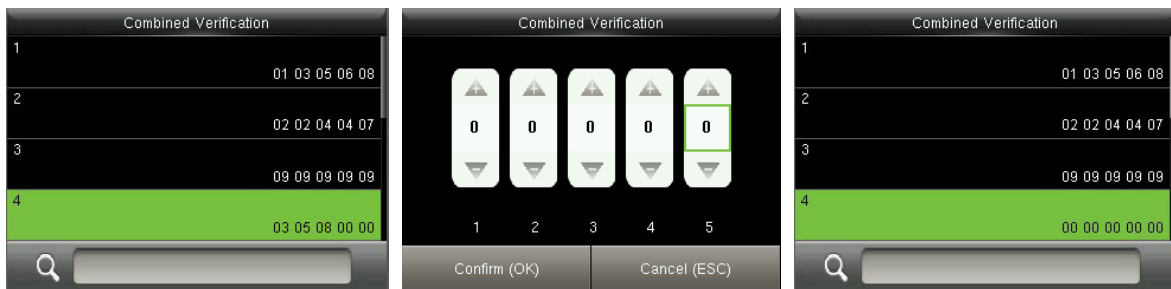 Combined Verification
1
01 03 05 06 08
2
02 02 04 04 07
3
09 09 09 09 09
4
03 05 08 00 00
Combined Verification
0 0 0 0 0
1 2 3 4 5
Confirm (OK) Cancel (ESC)
Combined Verification
1
01 03 05 06 08
2
02 02 04 04 07
3
09 09 09 09 09
4
00 00 00 00 00